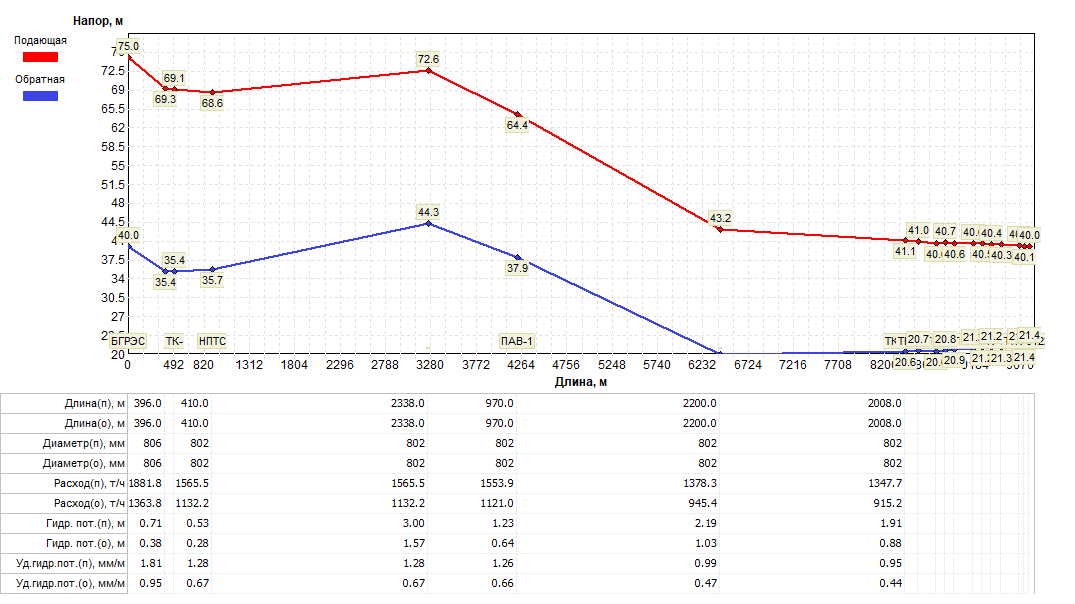 Напор, м
Подающая
Обратная
75.0
72.5
69
65.5
62
58.5
55
51.5
48
44.5
37.5
34
30.5
27
20
69.1
69.3
68.6
72.6
64.4
43.2
41.0
40.7
40.4
40.0
41.1
40.6
40.3
40.1
40.0
35.4
35.4
35.7
44.3
37.9
20.7
20.8
21.2
21.4
20.6
20.9
21.3
21.4
БГРЭС
ТК-
НПТС
ПАВ-1
0 492 820 1312 1804 2296 2788 3280 3772 4264 4756 5248 5740 6232 6724 7216 7708
Длина, м
Длина(п), м 396.0 410.0 2338.0 970.0 2200.0 2008.0
Длина(о), м 396.0 410.0 2338.0 970.0 2200.0 2008.0
Диаметр(п), мм 806 802 802 802 802 802
Диаметр(о), мм 806 802 802 802 802 802
Расход(п), т/ч 1881.8 1565.5 1565.5 1553.9 1378.3 1347.7
Расход(о), т/ч 1363.8 1132.2 1132.2 1121.0 945.4 915.2
Гидр. пот.(п), м 0.71 0.53 3.00 1.23 2.19 1.91
Гидр. пот.(о), м 0.38 0.28 1.57 0.64 1.03 0.88
Уд.гидр.пот.(п), мм/м 1.81 1.28 1.28 1.26 0.99 0.95
Уд.гидр.пот.(о), мм/м 0.95 0.67 0.67 0.66 0.47 0.44